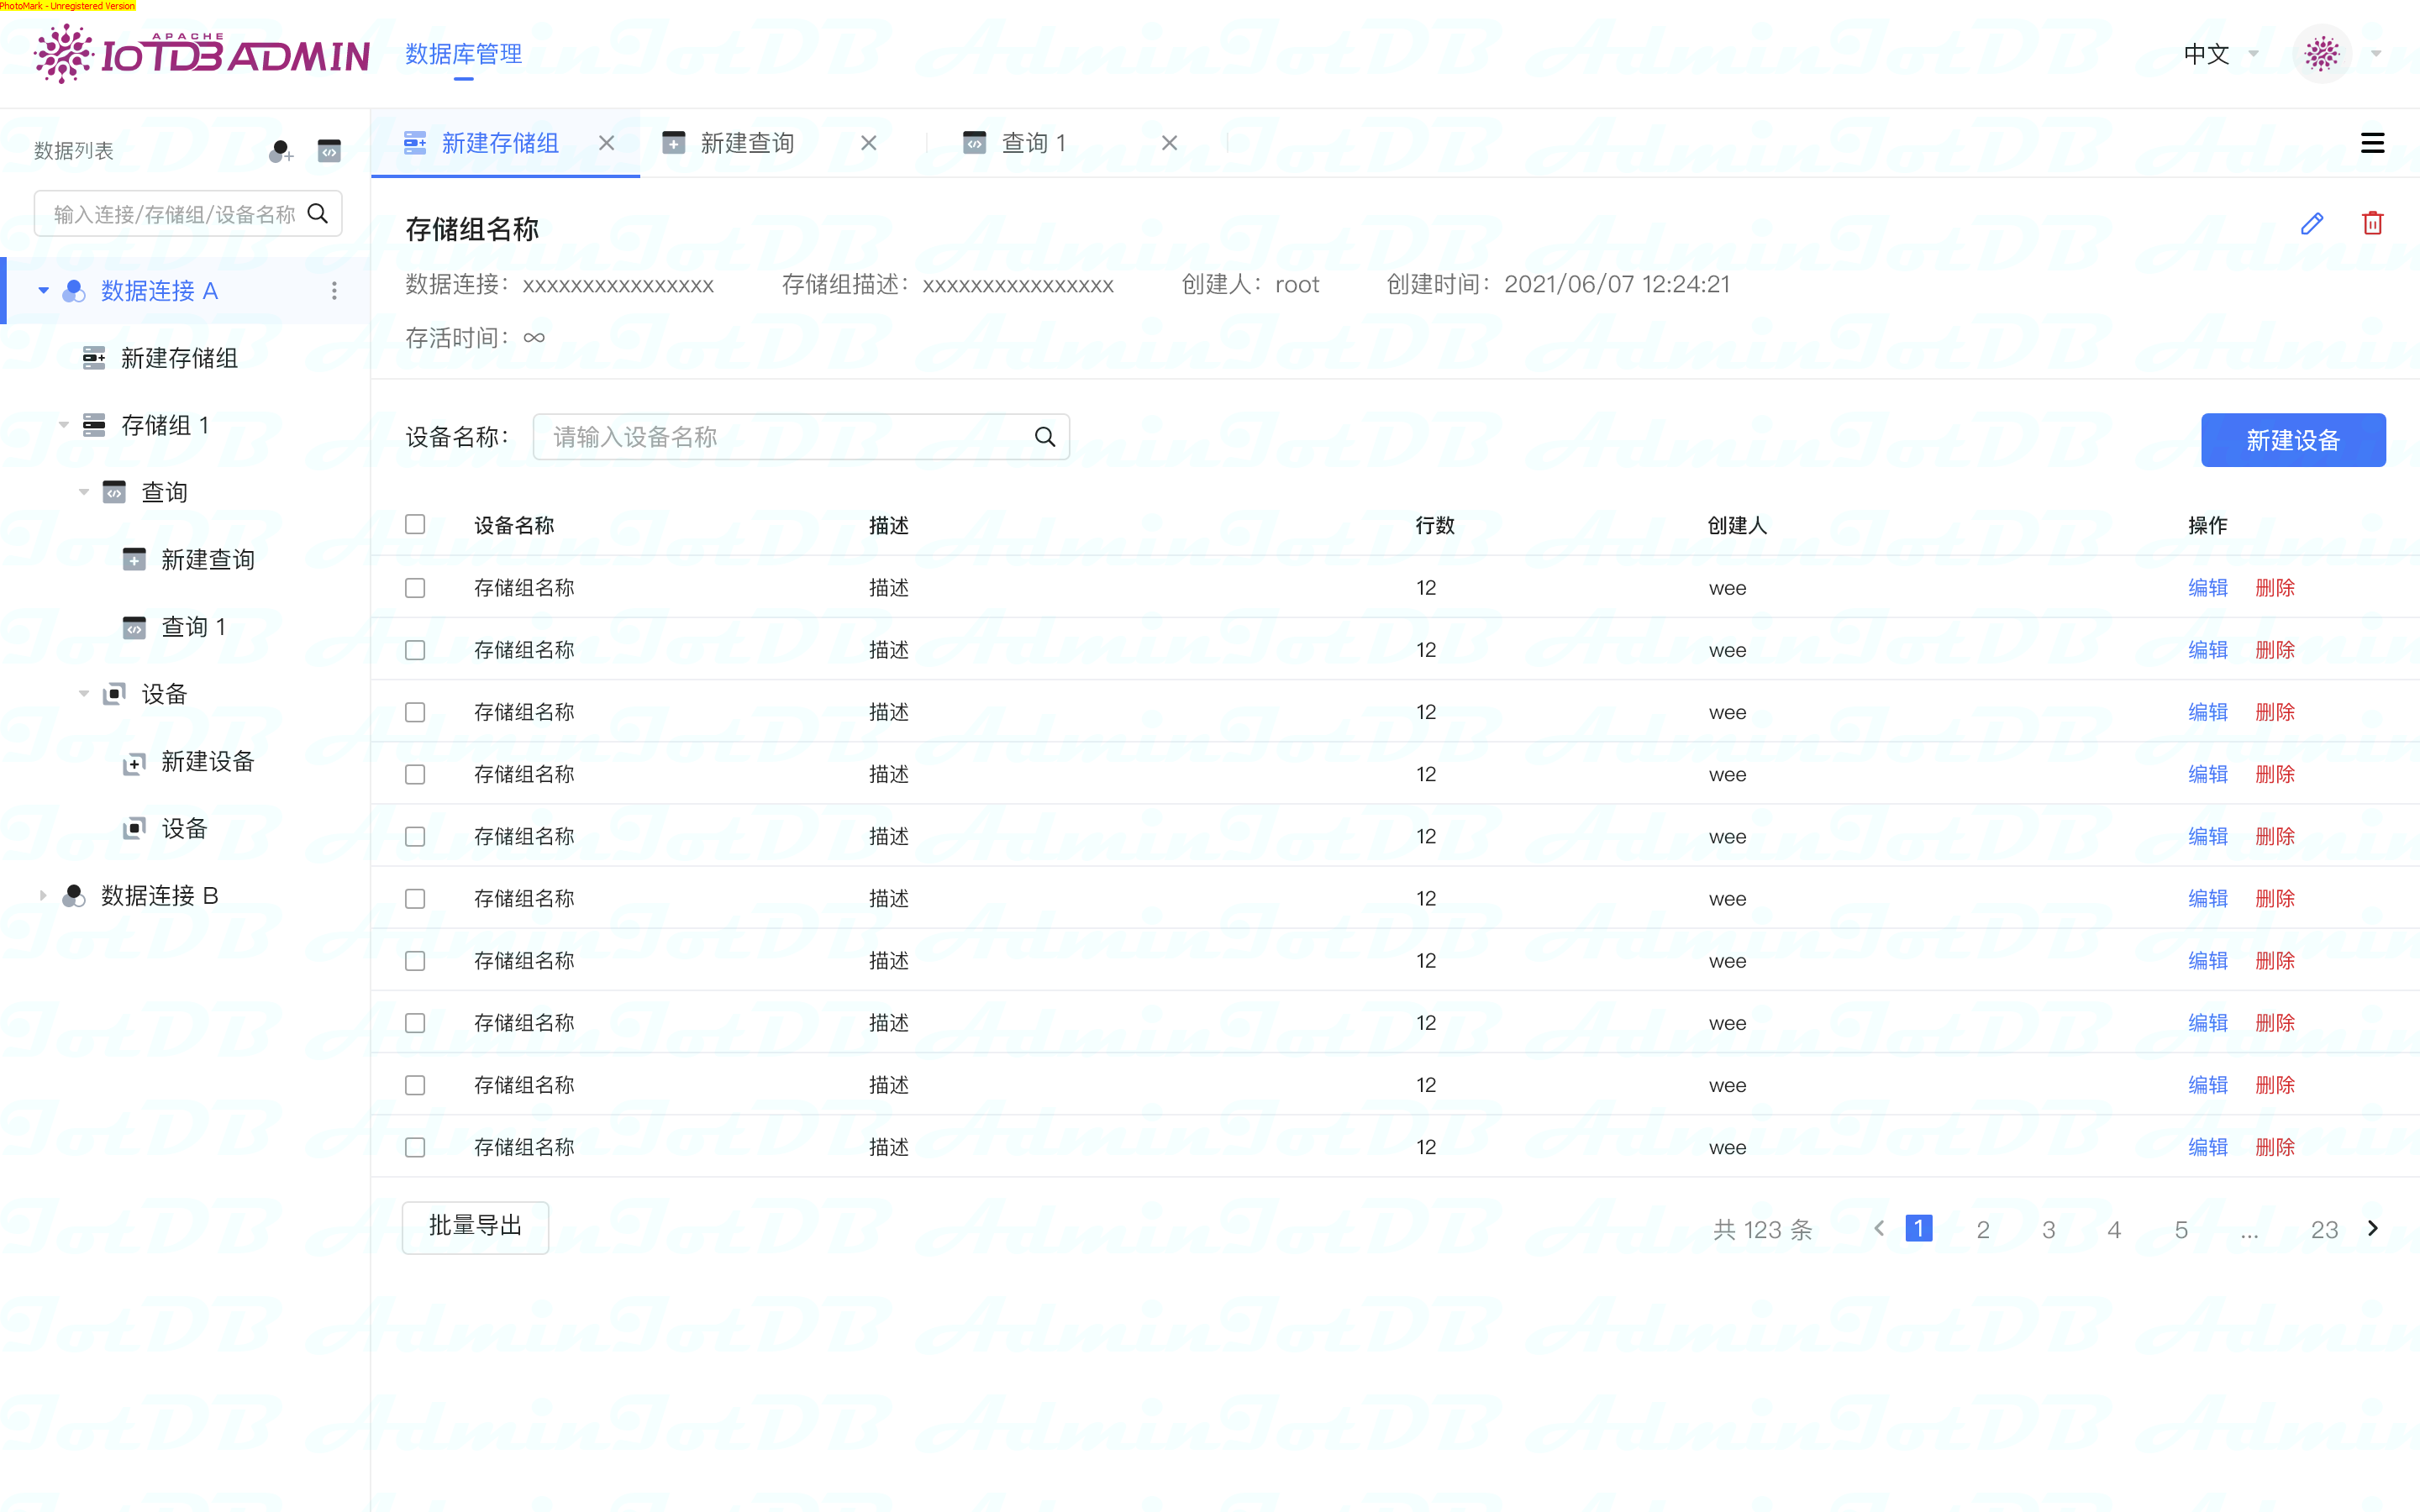 PhotoMark - Unregistered Version
APACHE
IoTDB ADMIN
数据库管理
中文
数据列表
输入连接/存储组/设备名称
数据连接 A
新建存储组
存储组 1
查询
新建查询
查询 1
设备
新建设备
设备
数据连接 B
新建存储组
新建查询
查询 1
存储组名称
数据连接： xxxxxxxxxxxxxxxx 存储组描述： xxxxxxxxxxxxxxxx 创建人： root 创建时间： 2021/06/07 12:24:21
存活时间： ∞
设备名称： 请输入设备名称
新建设备
设备名称 描述 行数 创建人 操作
存储组名称 描述 12 wee 编辑 删除
存储组名称 描述 12 wee 编辑 删除
存储组名称 描述 12 wee 编辑 删除
存储组名称 描述 12 wee 编辑 删除
存储组名称 描述 12 wee 编辑 删除
存储组名称 描述 12 wee 编辑 删除
存储组名称 描述 12 wee 编辑 删除
存储组名称 描述 12 wee 编辑 删除
存储组名称 描述 12 wee 编辑 删除
存储组名称 描述 12 wee 编辑 删除
批量导出
共 123 条 1 2 3 4 5 ... 23
AdminIotDB